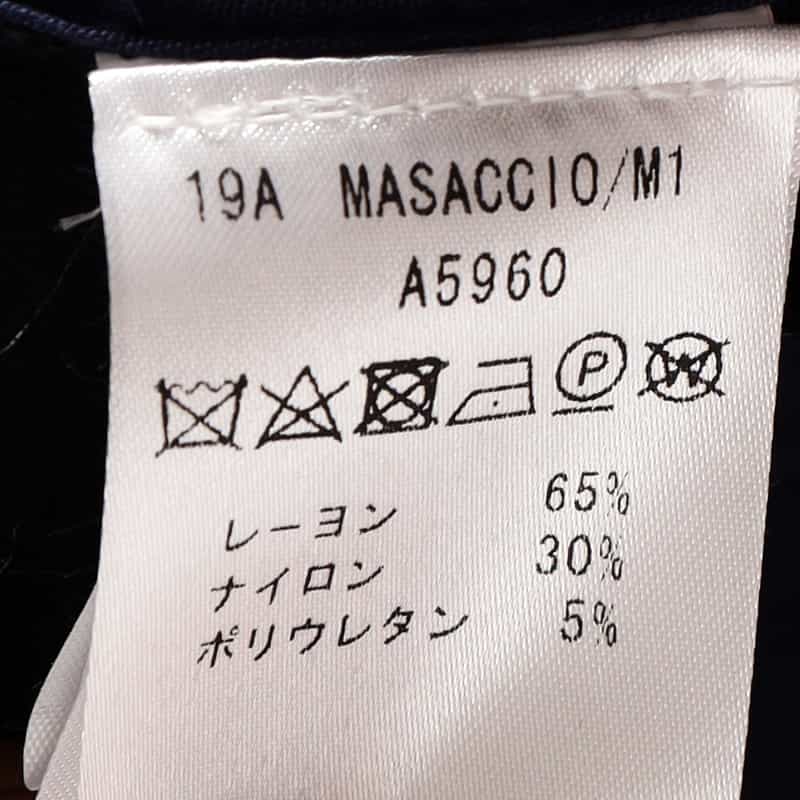 19A MASACCIO/M1
A5960
P W
レーヨン 65%
ナイロン 30%
ポリウレタン 5%